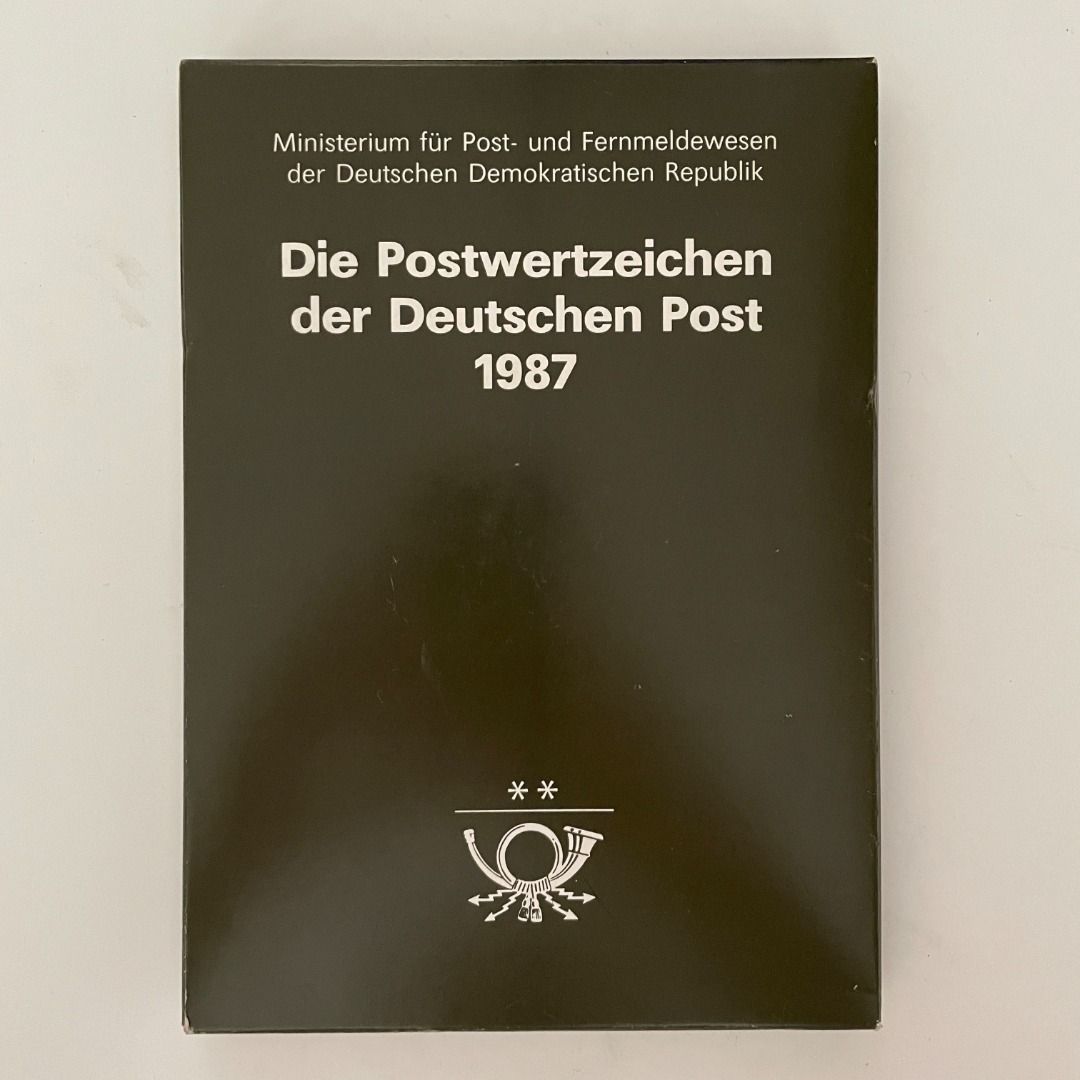 Ministerium für Post- und Fernmeldewesen
der Deutschen Demokratischen Republik
Die Postwertzeichen
der Deutschen Post
1987
**